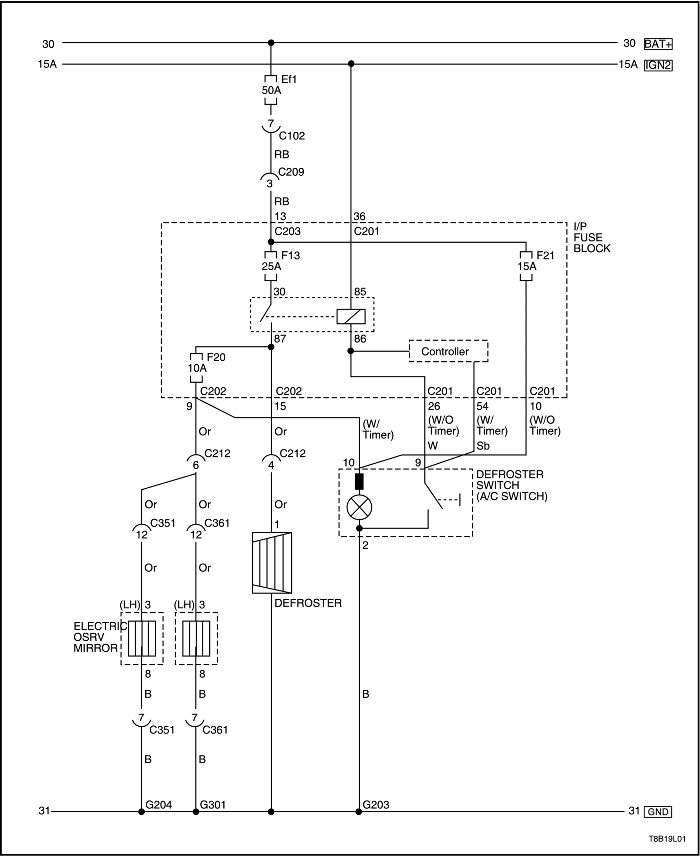 30 30 BAT+
15A 15A IGN2
Ef1
50A
7
C102
RB
C209
3
RB
13 36
C203 C201
I/P
FUSE
BLOCK
F13
25A
F21
15A
30 85
87 86
Controller
F20
10A
C202 C202 C201 C201 C201
9 15 26 54 10
(W/
Timer)
(W/O
Timer)
(W/
Timer)
(W/O
Timer)
Or Or W Sb
C212 C212
6 4
10 9
DEFROSTER
SWITCH
(A/C SWITCH)
Or Or Or
C351 C361
12 12
1
2
Or Or
DEFROSTER
(LH) 3 (LH) 3
ELECTRIC
OSRV
MIRROR
8 8
B B B
7 7
C351 C361
B B
31 G204 G301 G203 31 GND
T8B19L01